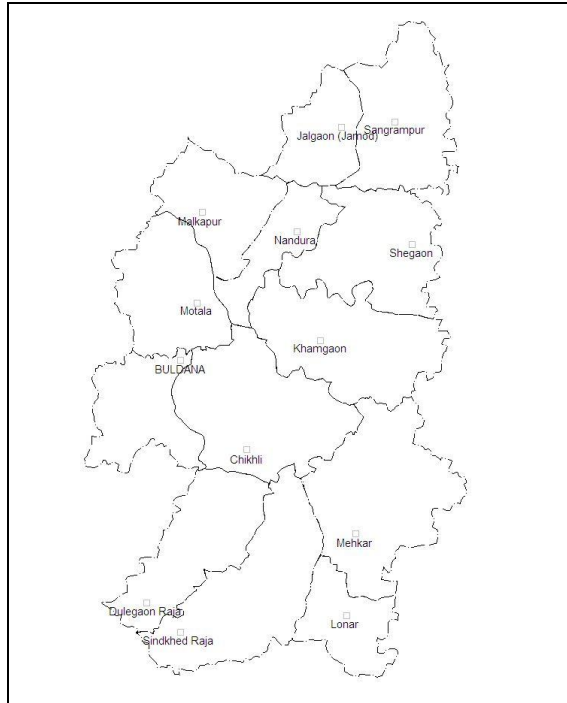 Jalgaon (Jamod)
Sangrampur
Malkapur
Nandura
Shegaon
Motala
Khamgaon
BULDANA
Chikhli
Mehkar
Dulegaon Raja
Lonar
Sindkhed Raja